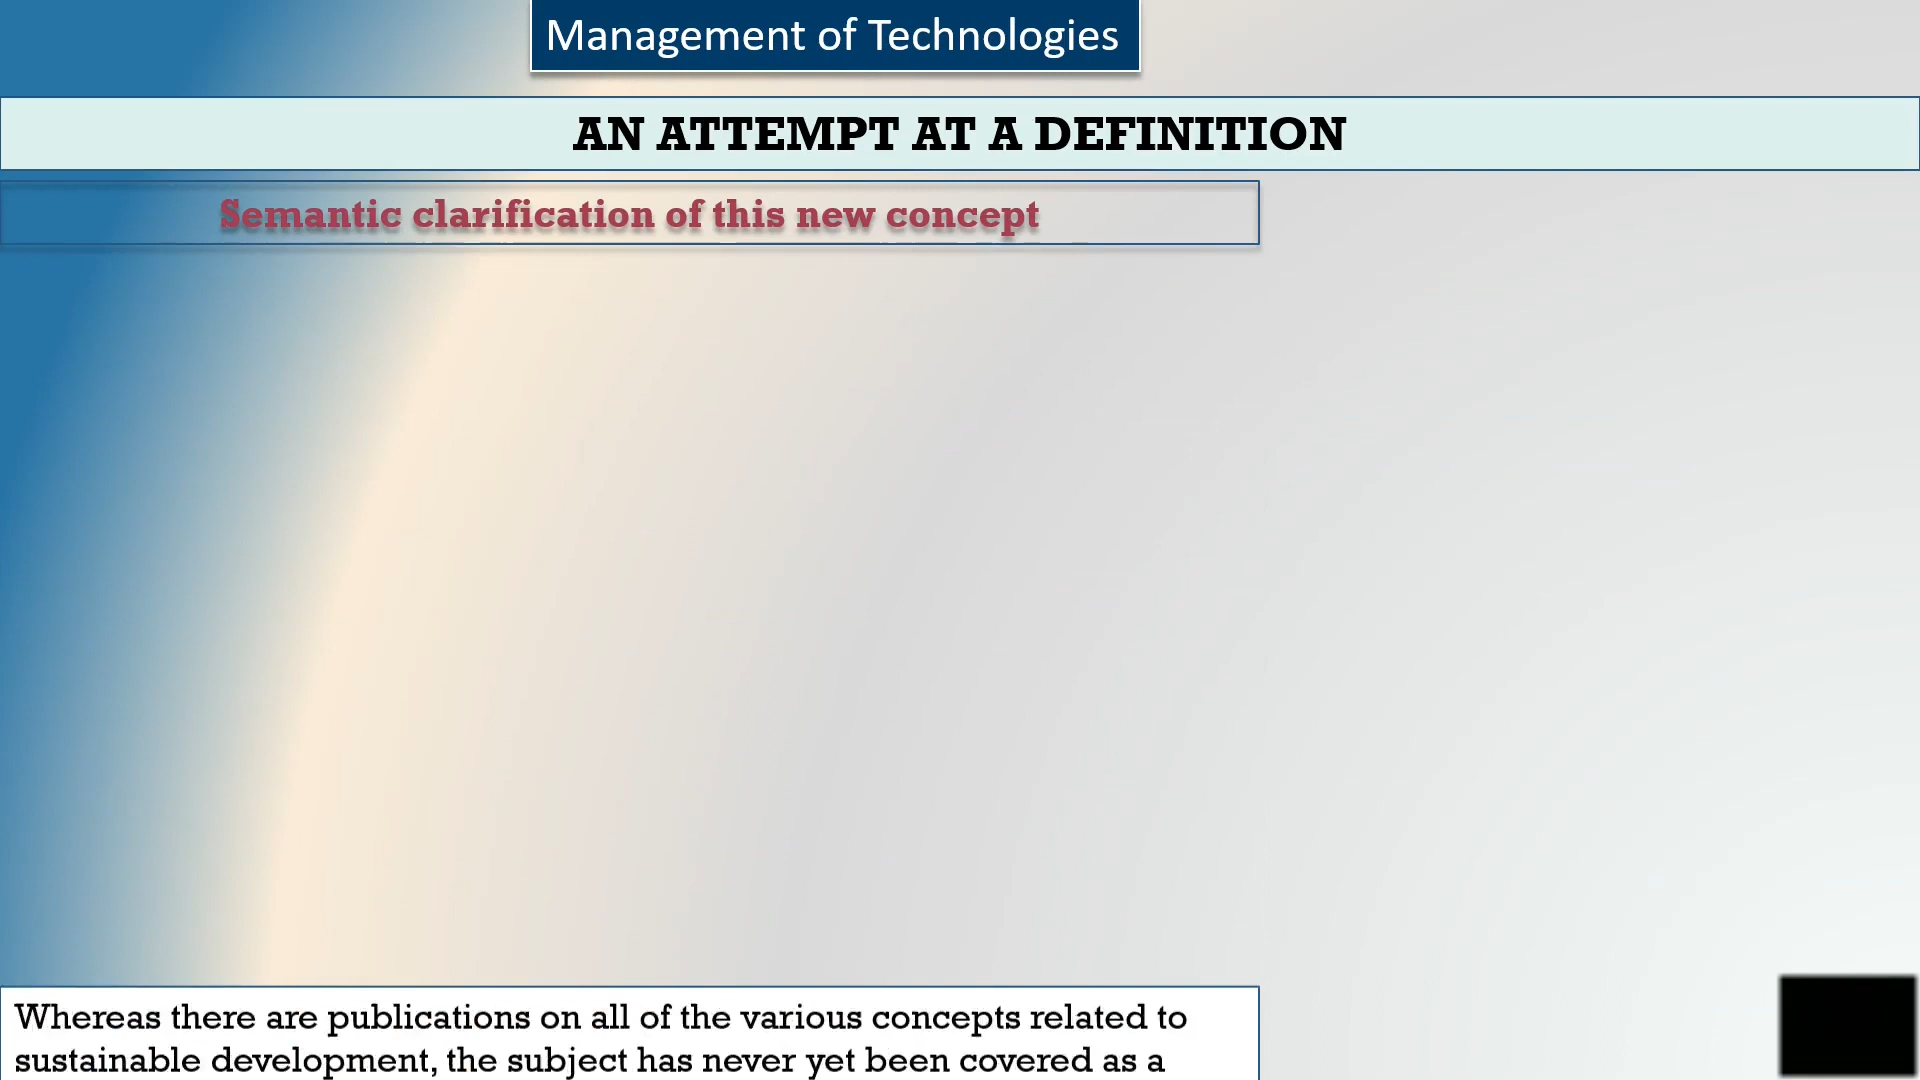 Management of Technologies
AN ATTEMPT AT A DEFINITION
Semantic clarification of this new concept
Whereas there are publications on all of the various concepts related to
sustainable development, the subject has never yet been covered as a